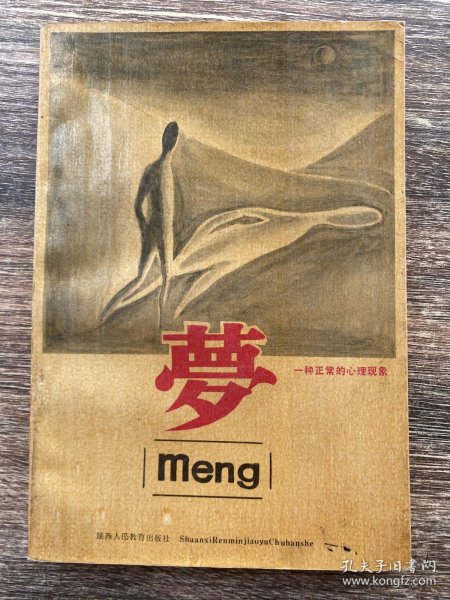 夢
一种正常的心理现象
meng
陕西人民教育出版社 ShaanxiRenminjiaoyuChubanshe
孔夫子旧书网
www.kongfz.com